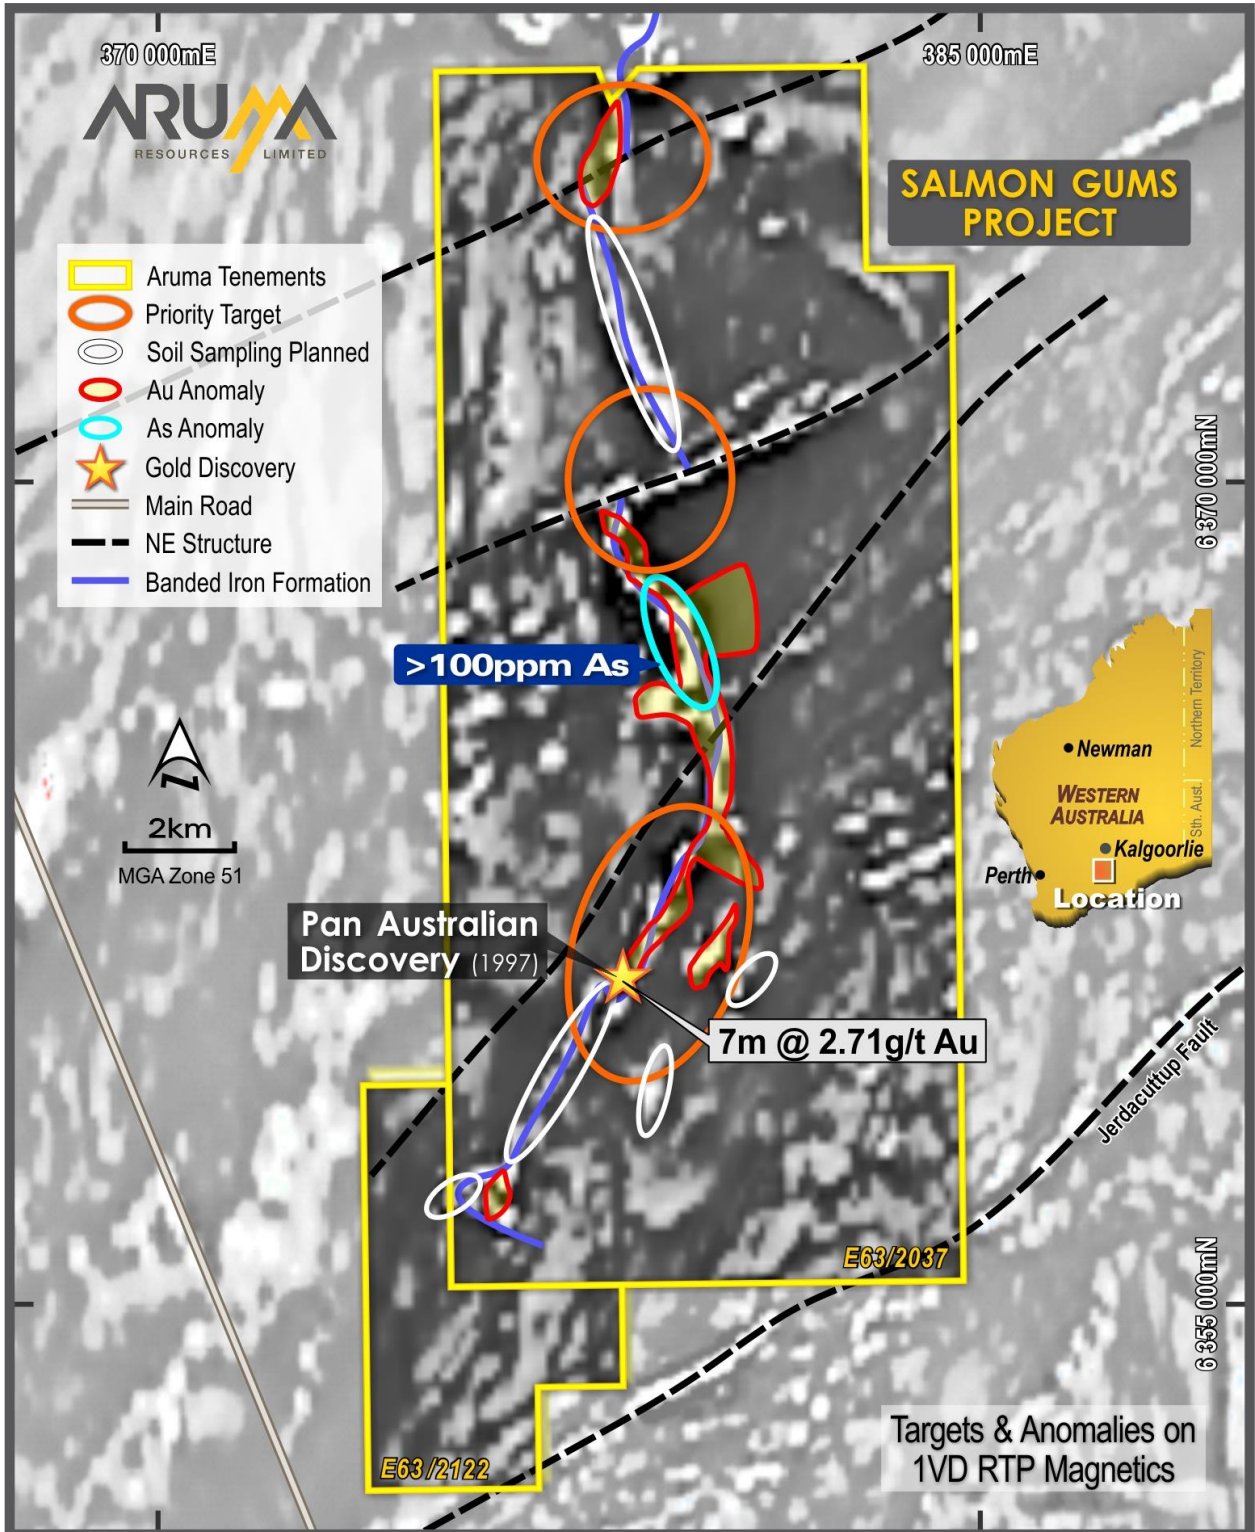 370 000mE
385 000mE
ARUMA
RESOURCES LIMITED
SALMON GUMS
PROJECT
Aruma Tenements
Priority Target
Soil Sampling Planned
Au Anomaly
As Anomaly
Gold Discovery
Main Road
NE Structure
Banded Iron Formation
6 370 000mN
>100ppm As
Northern Territory
Sth. Aust.
Newman
WESTERN
AUSTRALIA
Kalgoorlie
Perth
Location
N
2km
MGA Zone 51
Pan Australian
Discovery (1997)
7m @ 2.71g/t Au
Jerdacuttup Fault
E63/2037
6 355 000mN
E63/2122
Targets & Anomalies on
1VD RTP Magnetics